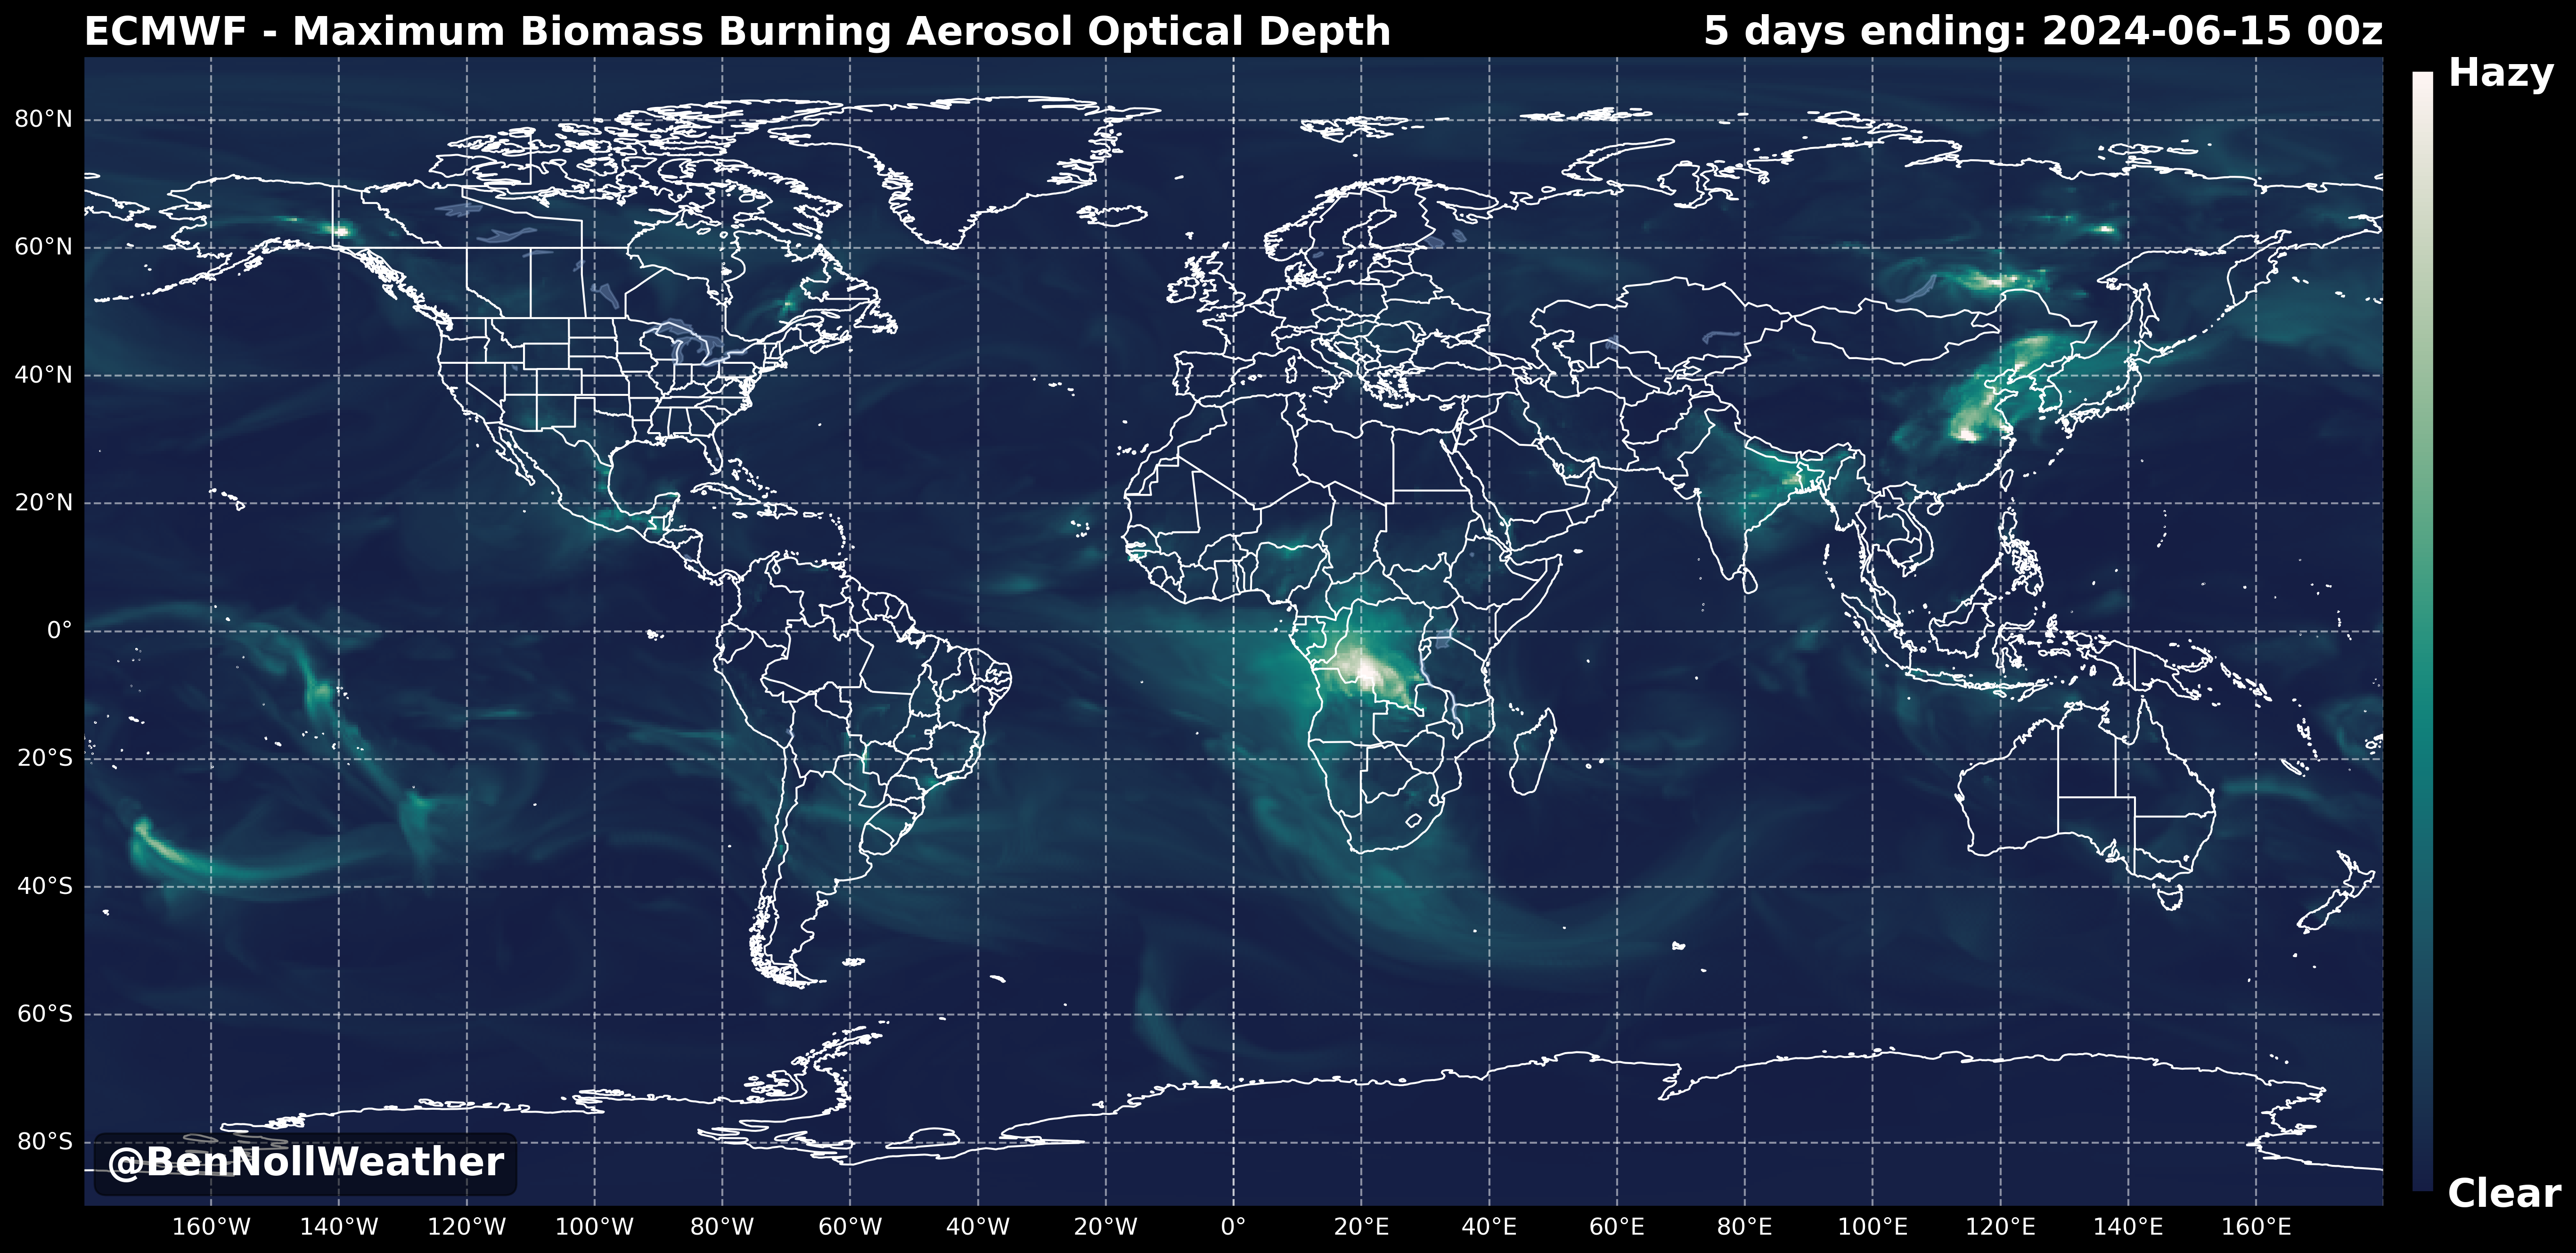 ECMWF - Maximum Biomass Burning Aerosol Optical Depth
5 days ending: 2024-06-15 00z
Hazy
80°N
60°N
40°N
20°N
0°
20°S
40°S
60°S
80°S
@BenNollWeather
Clear
160°W 140°W 120°W 100°W 80°W 60°W 40°W 20°W 0° 20°E 40°E 60°E 80°E 100°E 120°E 140°E 160°E